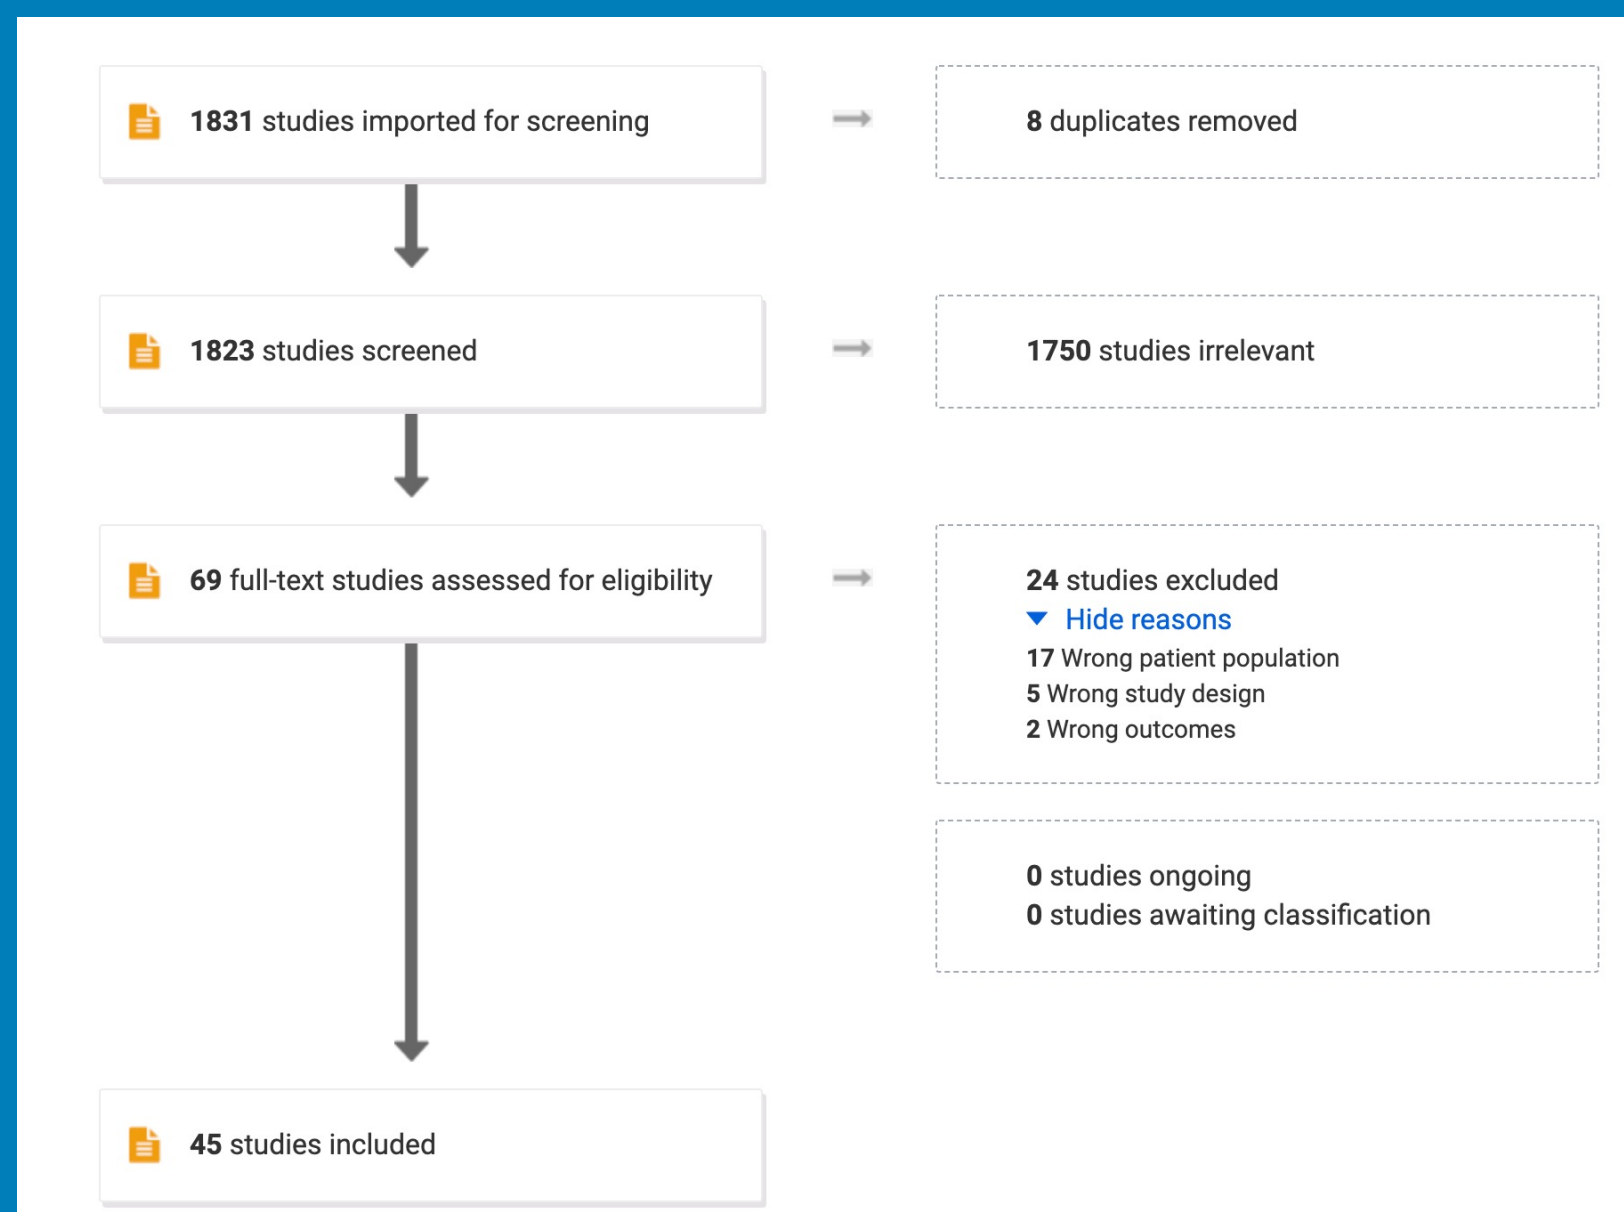 1831 studies imported for screening
8 duplicates removed
1823 studies screened
1750 studies irrelevant
69 full-text studies assessed for eligibility
24 studies excluded
Hide reasons
17 Wrong patient population
5 Wrong study design
2 Wrong outcomes
0 studies ongoing
0 studies awaiting classification
45 studies included